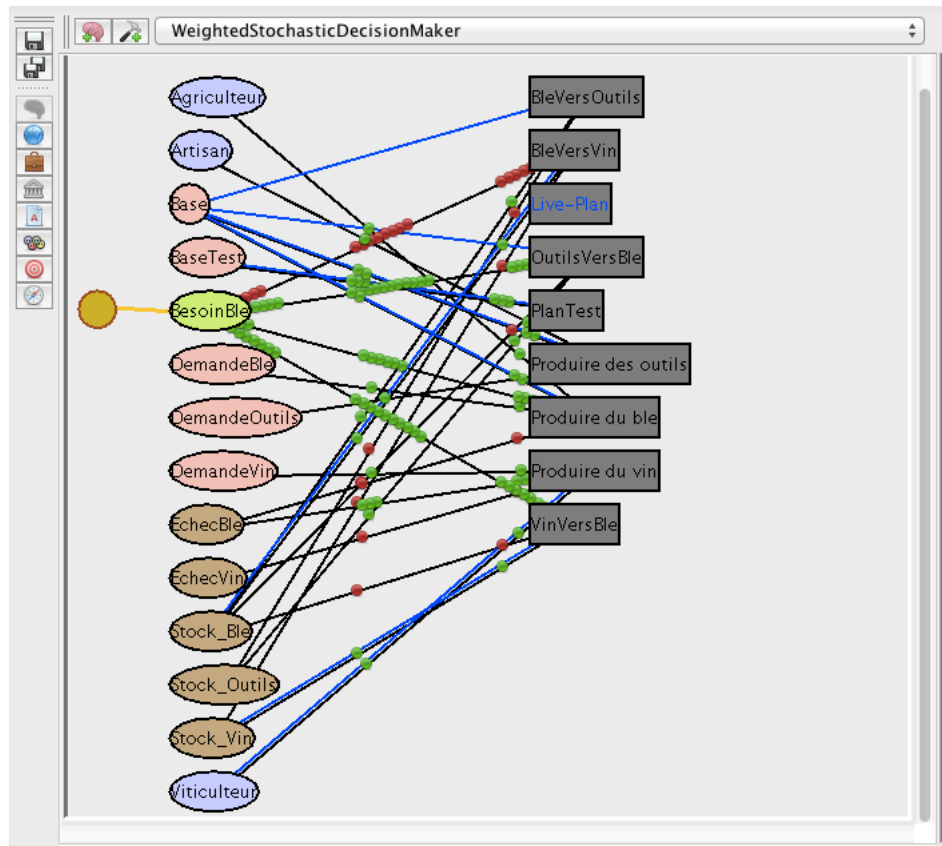 WeightedStochasticDecisionMaker
Agriculteur
BleVersOutils
Artisan
BleVersVin
Base
Live-Plan
BaseTest
OutilsVersBle
BesoinBle
PlanTest
DemandeBle
Produire des outils
DemandeOutils
Produire du ble
DemandeVin
Produire du vin
EchecBle
VinVersBle
EchecVin
Stock_Ble
Stock_Outils
Stock_Vin
Viticulteur